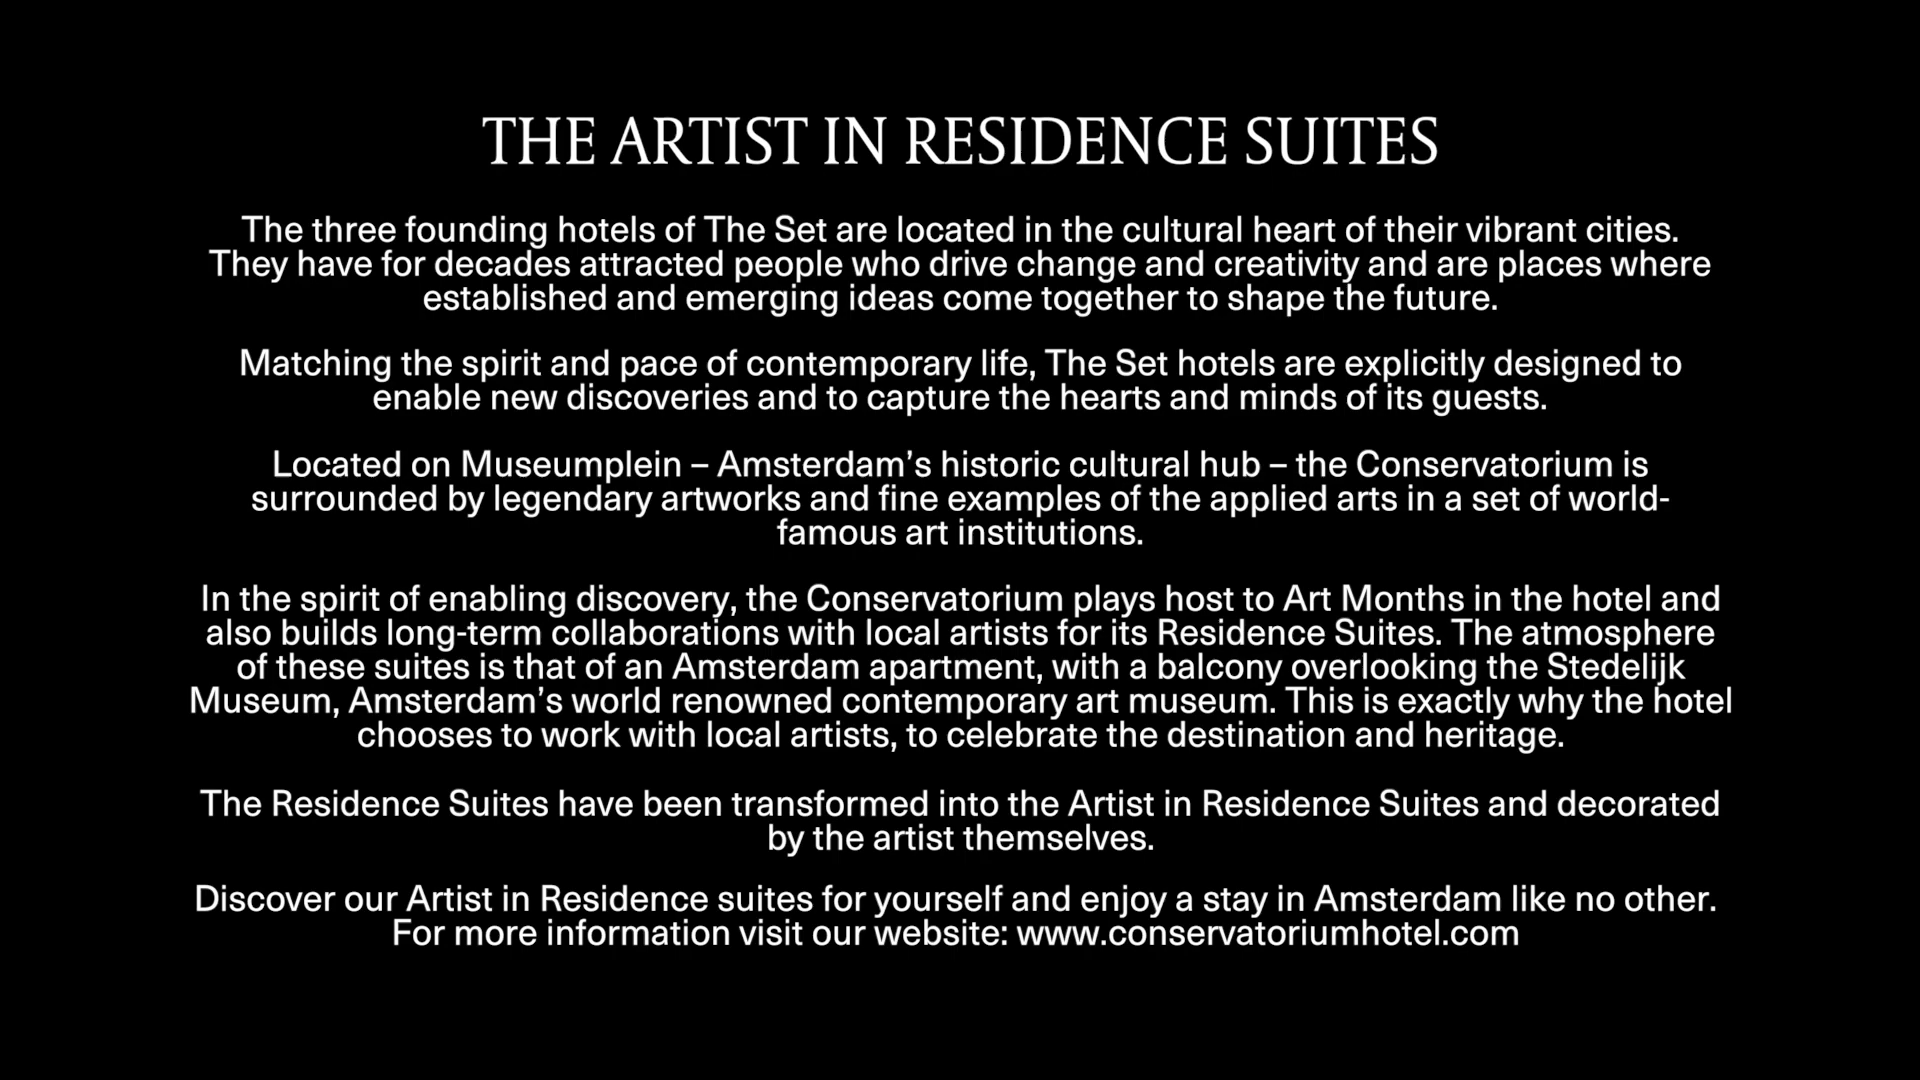 THE ARTIST IN RESIDENCE SUITES
The three founding hotels of The Set are located in the cultural heart of their vibrant cities.
They have for decades attracted people who drive change and creativity and are places where
established and emerging ideas come together to shape the future.
Matching the spirit and pace of contemporary life, The Set hotels are explicitly designed to
enable new discoveries and to capture the hearts and minds of its guests.
Located on Museumplein – Amsterdam’s historic cultural hub – the Conservatorium is
surrounded by legendary artworks and fine examples of the applied arts in a set of world-
famous art institutions.
In the spirit of enabling discovery, the Conservatorium plays host to Art Months in the hotel and
also builds long-term collaborations with local artists for its Residence Suites. The atmosphere
of these suites is that of an Amsterdam apartment, with a balcony overlooking the Stedelijk
Museum, Amsterdam’s world renowned contemporary art museum. This is exactly why the hotel
chooses to work with local artists, to celebrate the destination and heritage.
The Residence Suites have been transformed into the Artist in Residence Suites and decorated
by the artist themselves.
Discover our Artist in Residence suites for yourself and enjoy a stay in Amsterdam like no other.
For more information visit our website: www.conservatoriumhotel.com